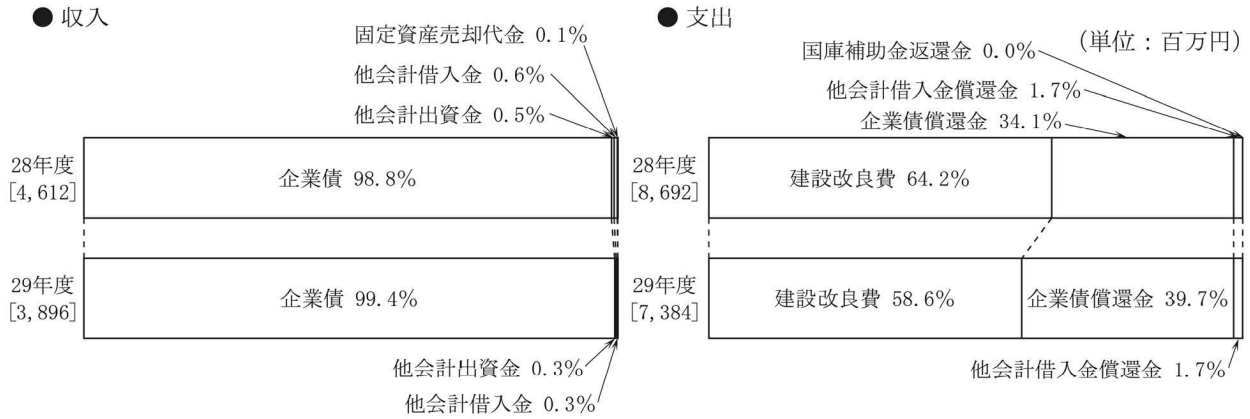 ● 収入
固定資産売却代金 0.1%
他会計借入金 0.6%
他会計出資金 0.5%
28年度
[4,612]
企業債 98.8%
29年度
[3,896]
企業債 99.4%
他会計出資金 0.3%
他会計借入金 0.3%
● 支出
(単位：百万円)
国庫補助金返還金 0.0%
他会計借入金償還金 1.7%
企業債償還金 34.1%
28年度
[8,692]
建設改良費 64.2%
29年度
[7,384]
建設改良費 58.6%
企業債償還金 39.7%
他会計借入金償還金 1.7%